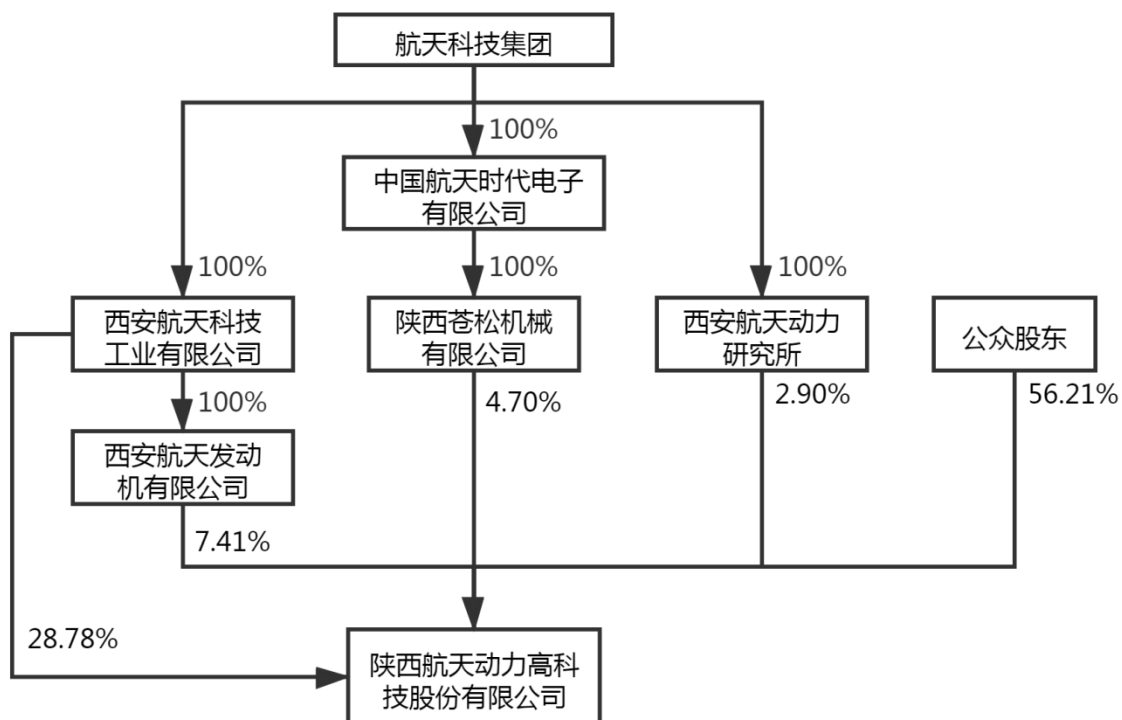 航天科技集团
100%
中国航天时代电子
有限公司
100%
100%
100%
西安航天科技
工业有限公司
陕西苍松机械
有限公司
西安航天动力
研究所
公众股东
100%
4.70%
2.90%
56.21%
西安航天发动
机有限公司
7.41%
28.78%
陕西航天动力高科
技股份有限公司